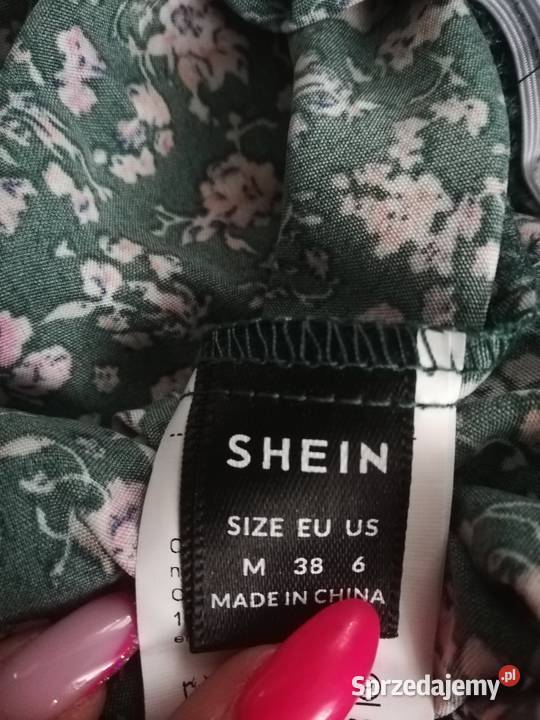 SHEIN
SIZE EU US
M 38 6
MADE IN CHINA
Sprzedajemy.pl